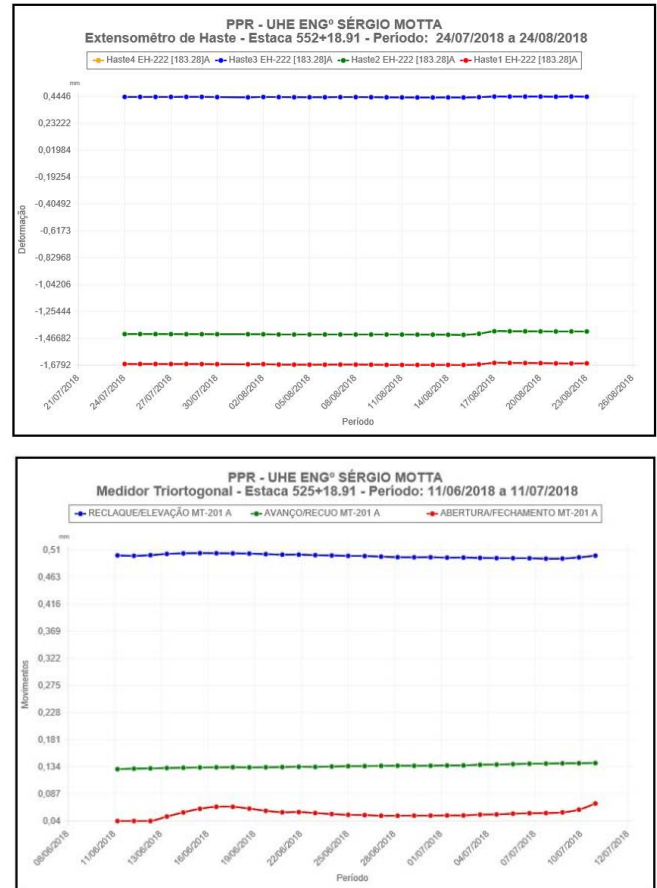 PPR - UHE ENGº SÉRGIO MOTTA
Extensométro de Haste - Estaca 552+18.91 - Período: 24/07/2018 a 24/08/2018
Haste4 EH-222 [183.28]A Haste3 EH-222 [183.28]A Haste2 EH-222 [183.28]A Haste1 EH-222 [183.28]A
mm
0,4446
0,23222
0,01984
-0,19254
-0,40492
-0,6173
-0,82968
-1,04206
-1,25444
-1,46682
-1,6792
Deformação
21/07/2018 24/07/2018 27/07/2018 30/07/2018 02/08/2018 05/08/2018 08/08/2018 11/08/2018 14/08/2018 17/08/2018 20/08/2018 23/08/2018 26/08/2018
Período
PPR - UHE ENGº SÉRGIO MOTTA
Medidor Triortogonal - Estaca 525+18.91 - Período: 11/06/2018 a 11/07/2018
RECLAQUE/ELEVAÇÃO MT-201 A AVANÇO/RECUO MT-201 A ABERTURA/FECHAMENTO MT-201 A
mm
0,51
0,463
0,416
0,369
0,322
0,275
0,228
0,181
0,134
0,087
0,04
Movimentos
08/06/2018 11/06/2018 13/06/2018 16/06/2018 19/06/2018 22/06/2018 25/06/2018 28/06/2018 01/07/2018 04/07/2018 07/07/2018 10/07/2018 12/07/2018
Período